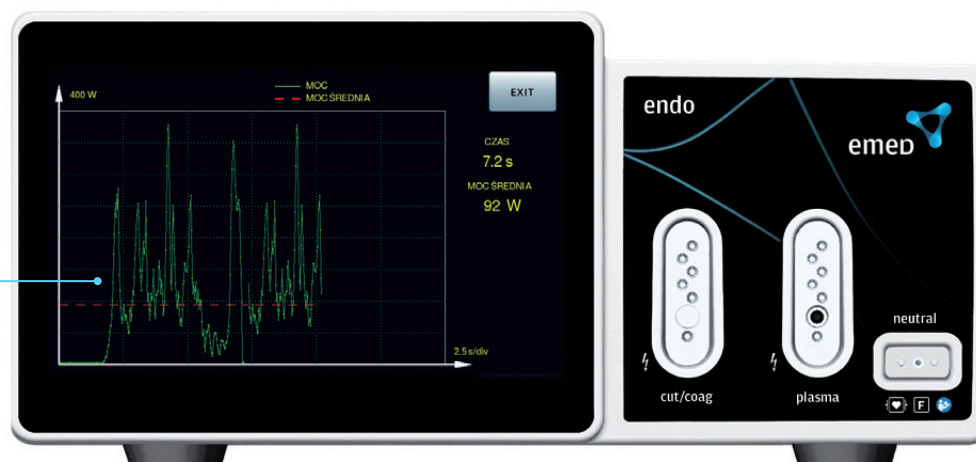 400 W
MOC
MOC ŚREDNIA
EXIT
CZAS
7.2 s
MOC ŚREDNIA
92 W
2.5 s/div
endo
emed
cut/coag
plasma
neutral
F